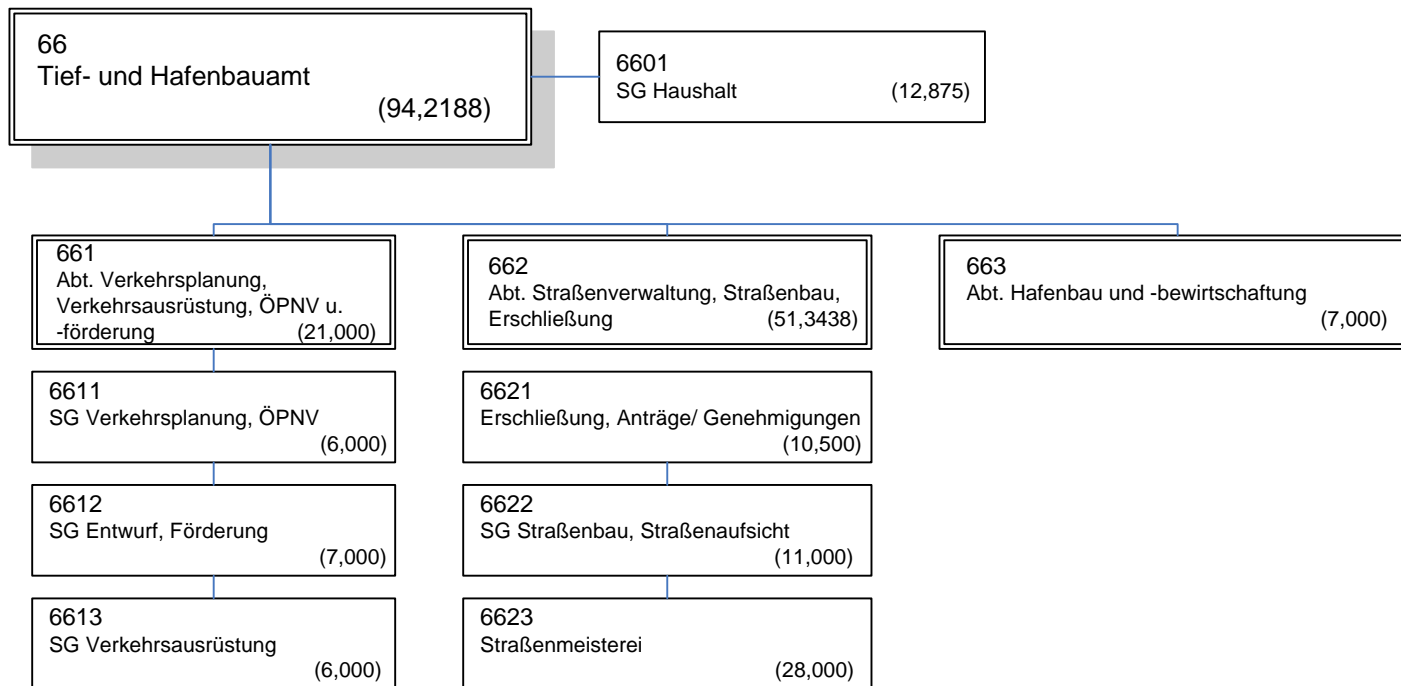 66
Tief- und Hafenbauamt
(94,2188)
6601
SG Haushalt (12,875)
661
Abt. Verkehrsplanung,
Verkehrsausrüstung, ÖPNV u.
-förderung (21,000)
662
Abt. Straßenverwaltung, Straßenbau,
Erschließung (51,3438)
663
Abt. Hafenbau und -bewirtschaftung
(7,000)
6611
SG Verkehrsplanung, ÖPNV
(6,000)
6621
Erschließung, Anträge/ Genehmigungen
(10,500)
6612
SG Entwurf, Förderung
(7,000)
6622
SG Straßenbau, Straßenaufsicht
(11,000)
6613
SG Verkehrsausrüstung
(6,000)
6623
Straßenmeisterei
(28,000)